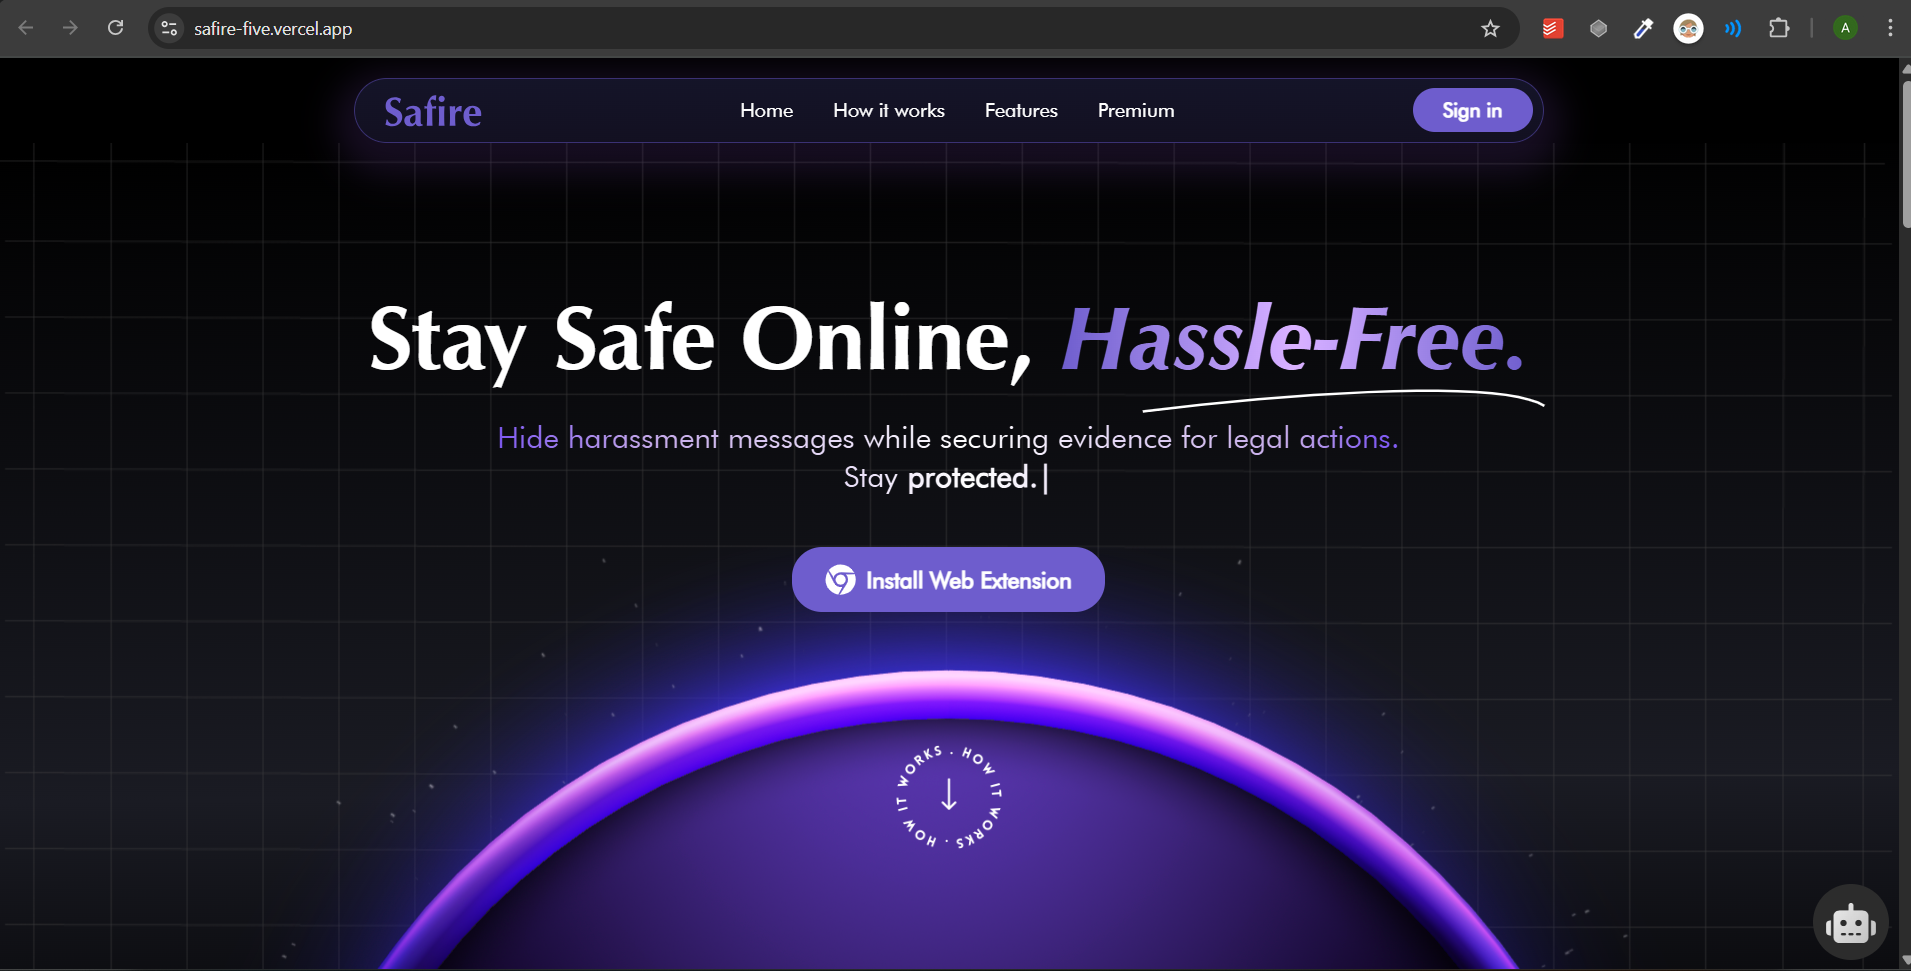 safire-five.vercel.app
A
Safire
Home
How it works
Features
Premium
Sign in
Stay Safe Online, Hassle-Free.
Hide harassment messages while securing evidence for legal actions.
Stay protected.|
Install Web Extension
HOW IT WORKS · HOW IT WORKS ·